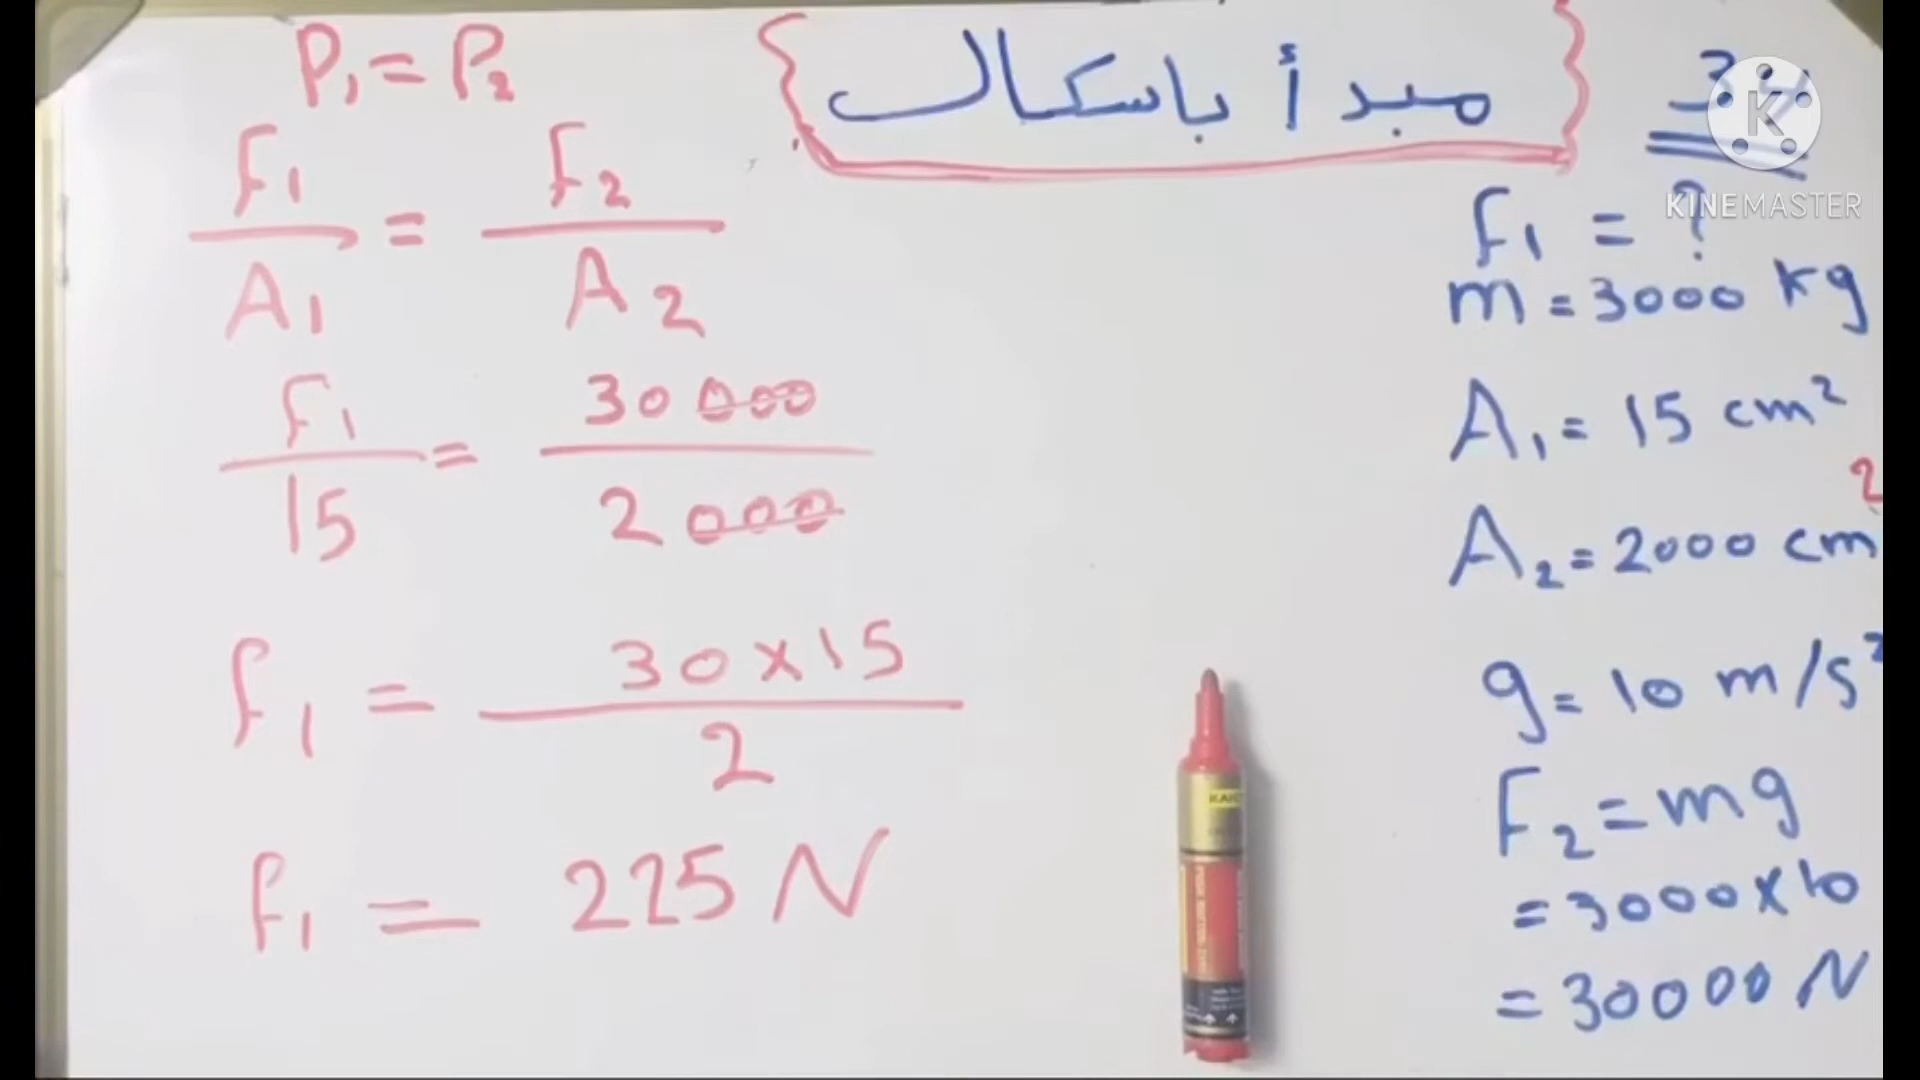 مبدأ باسكال
P₁ = P₂
F₁/A₁ = F₂/A₂
F₁/15 = 30000/2000
F₁ = 30×15/2
F₁ = 225 N
F₁ = ?
m = 3000 kg
A₁ = 15 cm²
A₂ = 2000 cm²
g = 10 m/s²
F₂ = mg
= 3000×10
= 30000 N
KINEMASTER
K